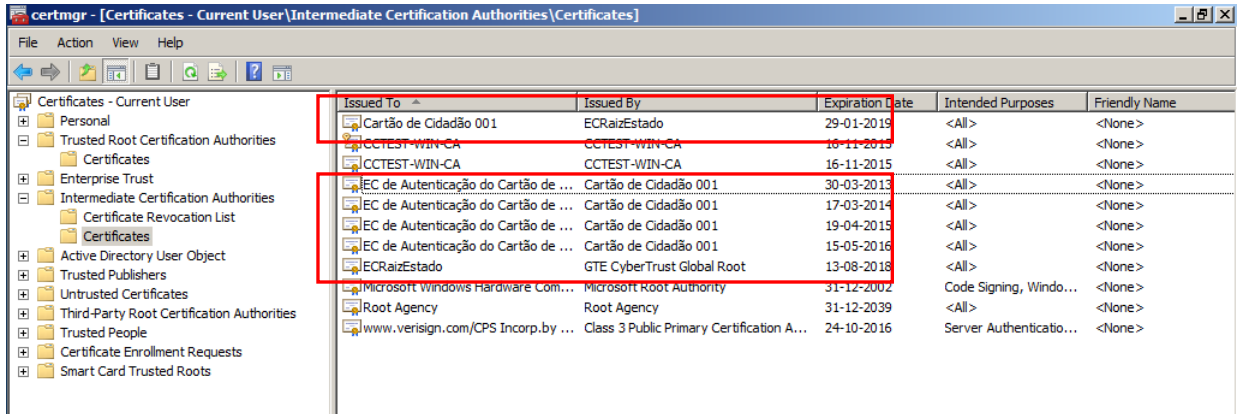 certmgr - [Certificates - Current User\Intermediate Certification Authorities\Certificates]
File Action View Help
Certificates - Current User
Personal
Trusted Root Certification Authorities
Certificates
Enterprise Trust
Intermediate Certification Authorities
Certificate Revocation List
Certificates
Active Directory User Object
Trusted Publishers
Untrusted Certificates
Third-Party Root Certification Authorities
Trusted People
Certificate Enrollment Requests
Smart Card Trusted Roots
Issued To Issued By Expiration Date Intended Purposes Friendly Name
Cartão de Cidadão 001 ECRaizEstado 29-01-2019 <All> <None>
CCTEST-WIN-CA CCTEST-WIN-CA 16-11-2015 <All> <None>
CCTEST-WIN-CA CCTEST-WIN-CA 16-11-2015 <All> <None>
EC de Autenticação do Cartão de ... Cartão de Cidadão 001 30-03-2013 <All> <None>
EC de Autenticação do Cartão de ... Cartão de Cidadão 001 17-03-2014 <All> <None>
EC de Autenticação do Cartão de ... Cartão de Cidadão 001 19-04-2015 <All> <None>
EC de Autenticação do Cartão de ... Cartão de Cidadão 001 15-05-2016 <All> <None>
ECRaizEstado GTE CyberTrust Global Root 13-08-2018 <All> <None>
Microsoft Windows Hardware Com... Microsoft Root Authority 31-12-2002 Code Signing, Windo... <None>
Root Agency Root Agency 31-12-2039 <All> <None>
www.verisign.com/CPS Incorp.by ... Class 3 Public Primary Certification A... 24-10-2016 Server Authenticatio... <None>